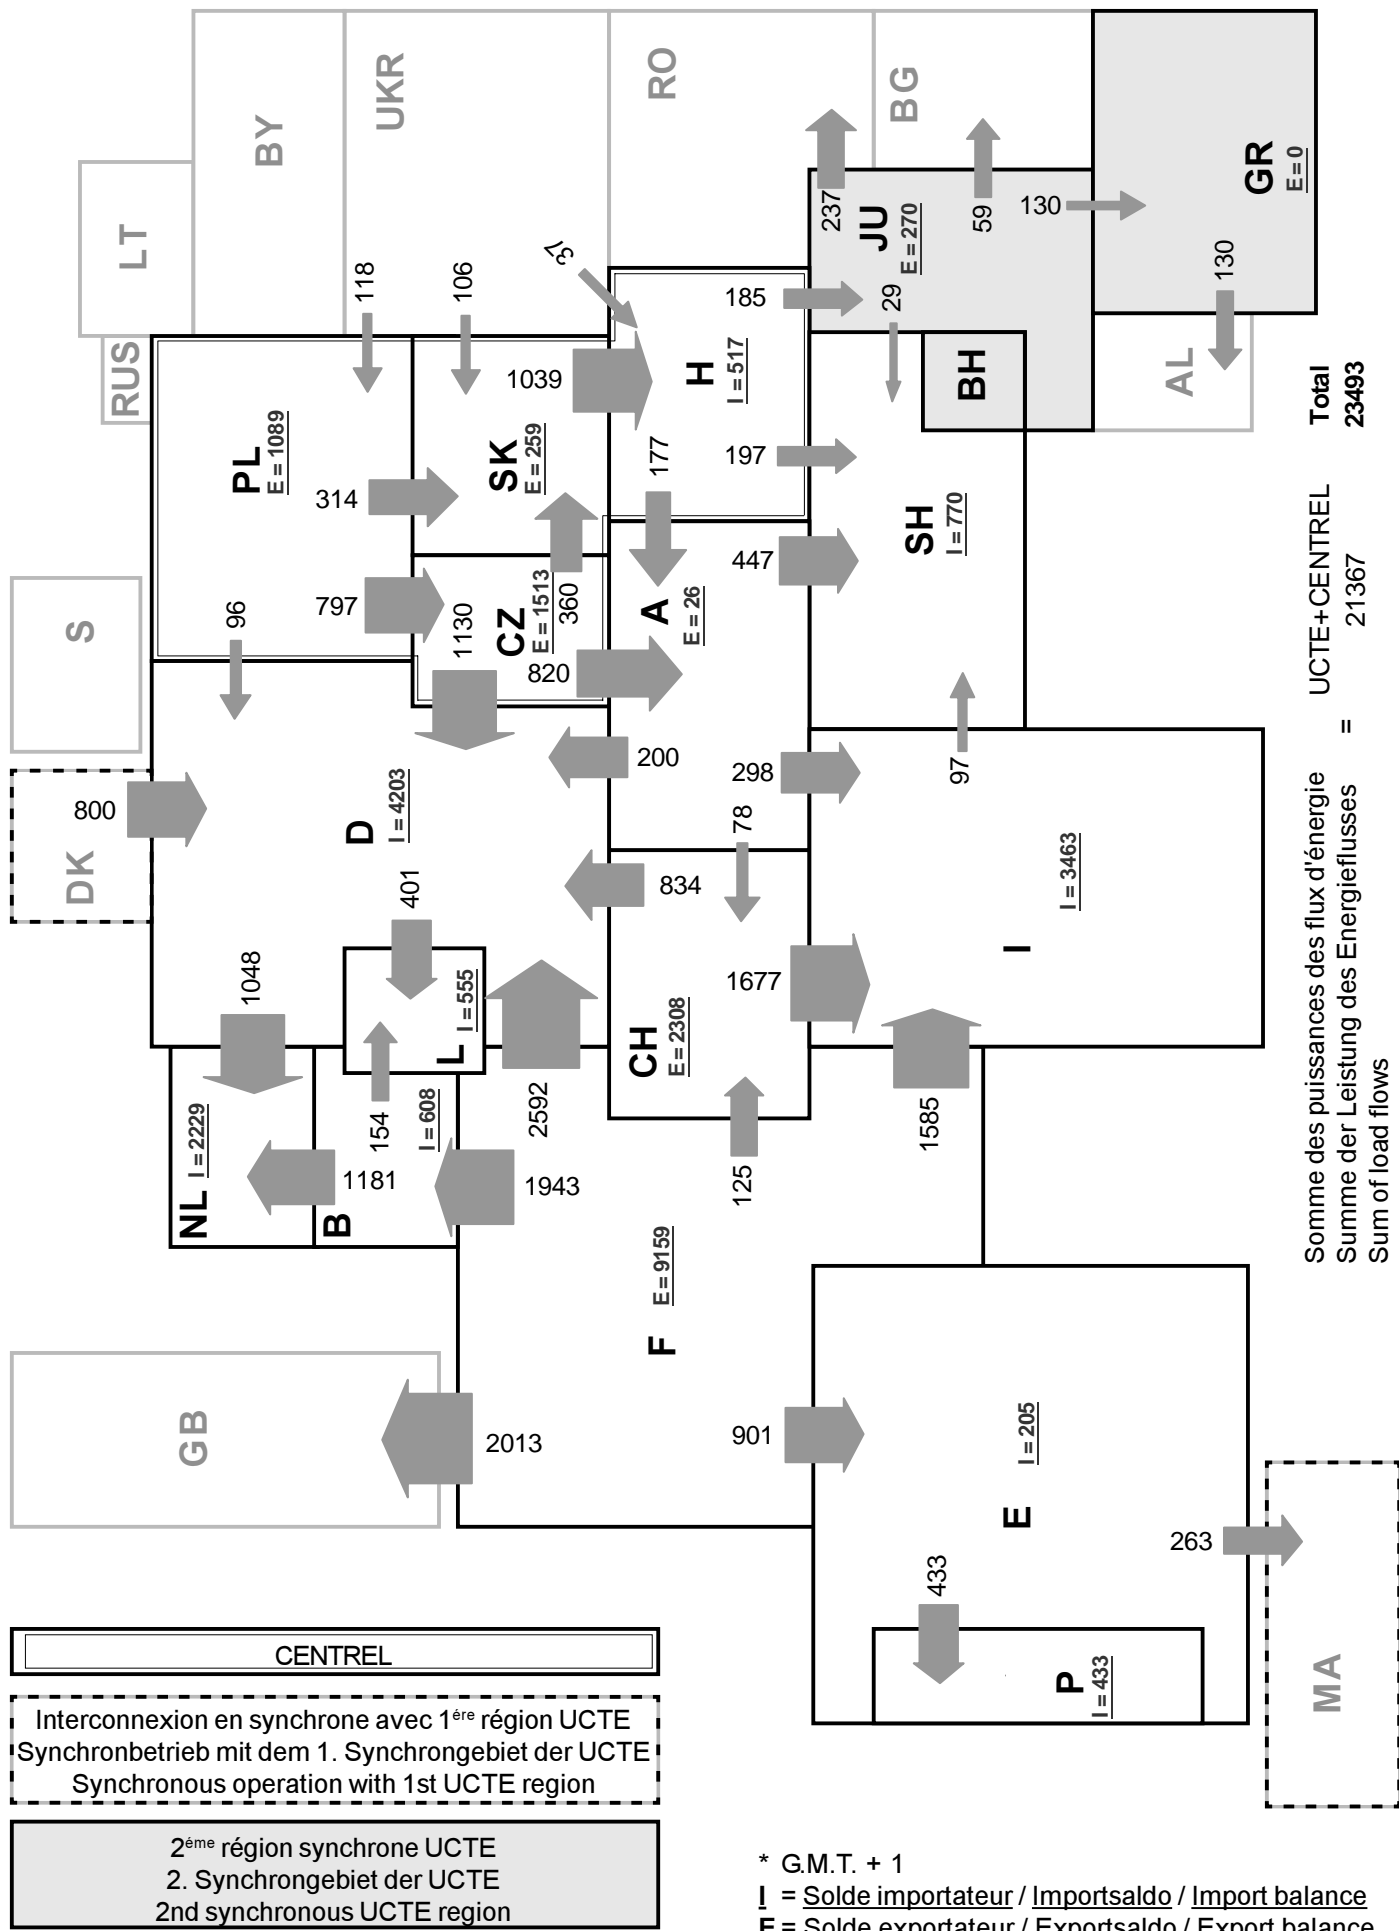 LT
BY
UKR
RO
BG
RUS
S
DK
GB
AL
MA
PL
E = 1089
SK
E = 259
CZ
E = 1513
H
I = 517
JU
E = 270
GR
E = 0
BH
SH
I = 770
A
E = 26
D
I = 4203
L
I = 555
NL
I = 2229
B
I = 608
CH
E = 2308
I
I = 3463
F
E = 9159
E
I = 205
P
I = 433
118
106
37
237
59
130
130
29
185
197
1039
177
314
797
96
1130
360
820
447
200
298
78
97
800
401
834
1048
154
1181
1943
2592
1677
125
1585
2013
901
433
263
Somme des puissances des flux d'énergie
Summe der Leistung des Energieflusses
Sum of load flows
=
UCTE+CENTREL
21367
Total
23493
CENTREL
Interconnexion en synchrone avec 1ére région UCTE
Synchronbetrieb mit dem 1. Synchrongebiet der UCTE
Synchronous operation with 1st UCTE region
2éme région synchrone UCTE
2. Synchrongebiet der UCTE
2nd synchronous UCTE region
* G.M.T. + 1
I = Solde importateur / Importsaldo / Import balance
E = Solde exportateur / Exportsaldo / Export balance